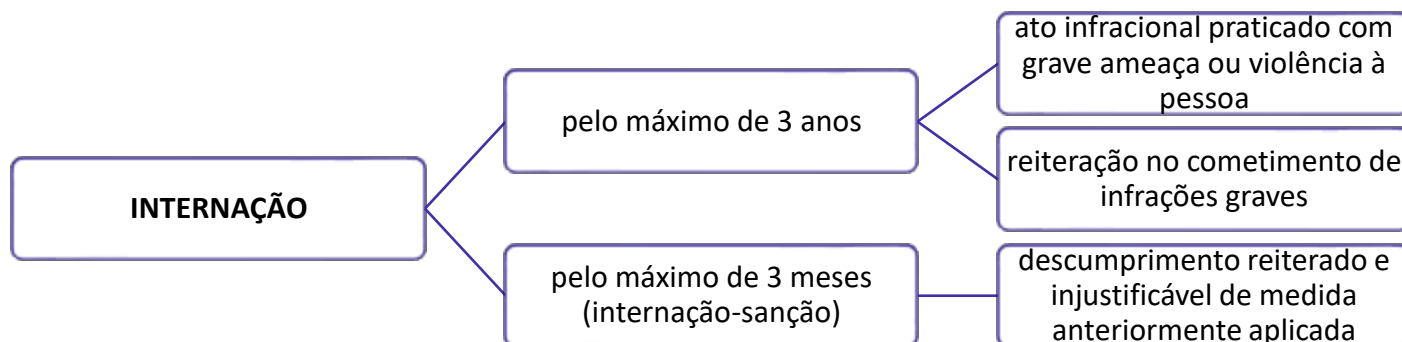 INTERNAÇÃO
pelo máximo de 3 anos
ato infracional praticado com
grave ameaça ou violência à
pessoa
reiteração no cometimento de
infrações graves
pelo máximo de 3 meses
(internação-sanção)
descumprimento reiterado e
injustificável de medida
anteriormente aplicada